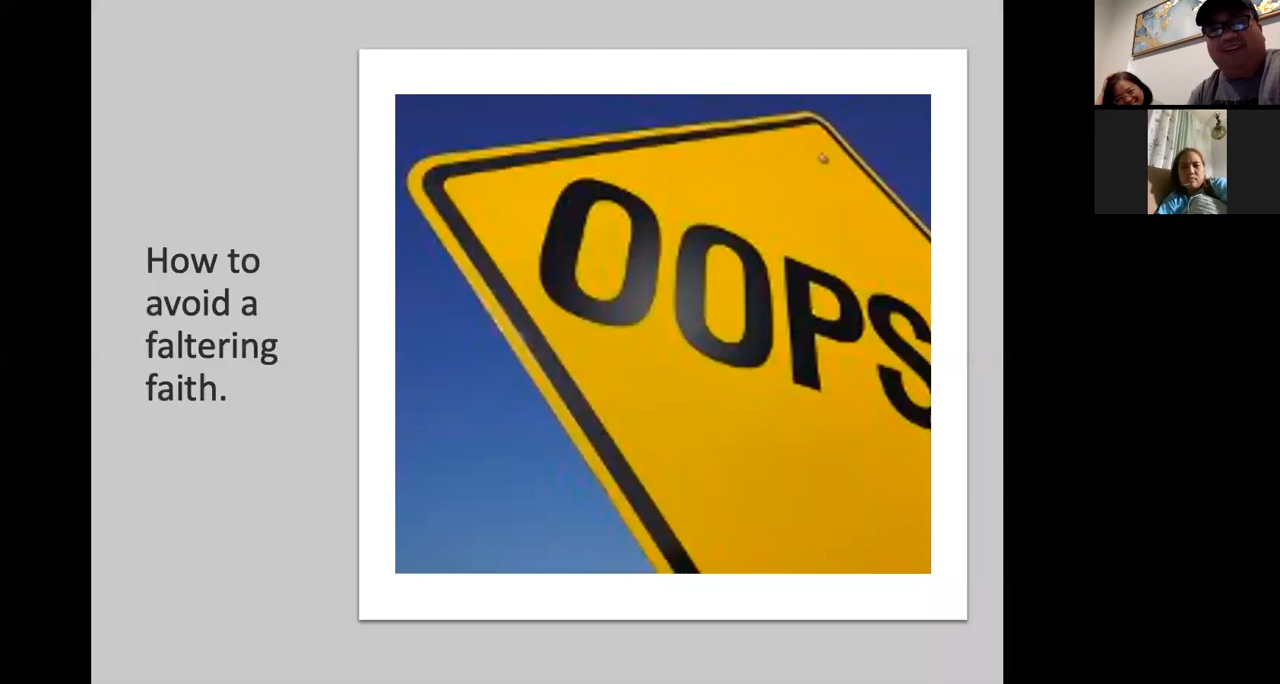 How to
avoid a
faltering
faith.
OOPS